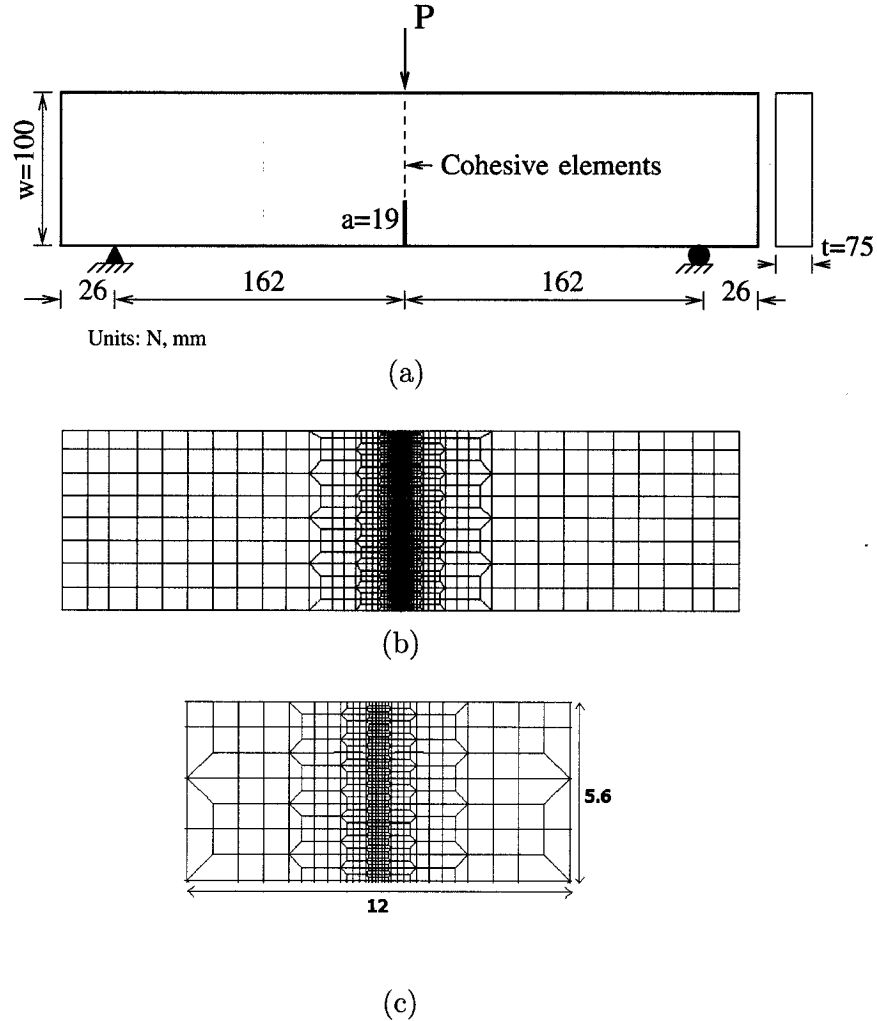 P
w=100
Cohesive elements
a=19
t=75
26
162
162
26
Units: N, mm
(a)
(b)
5.6
12
(c)